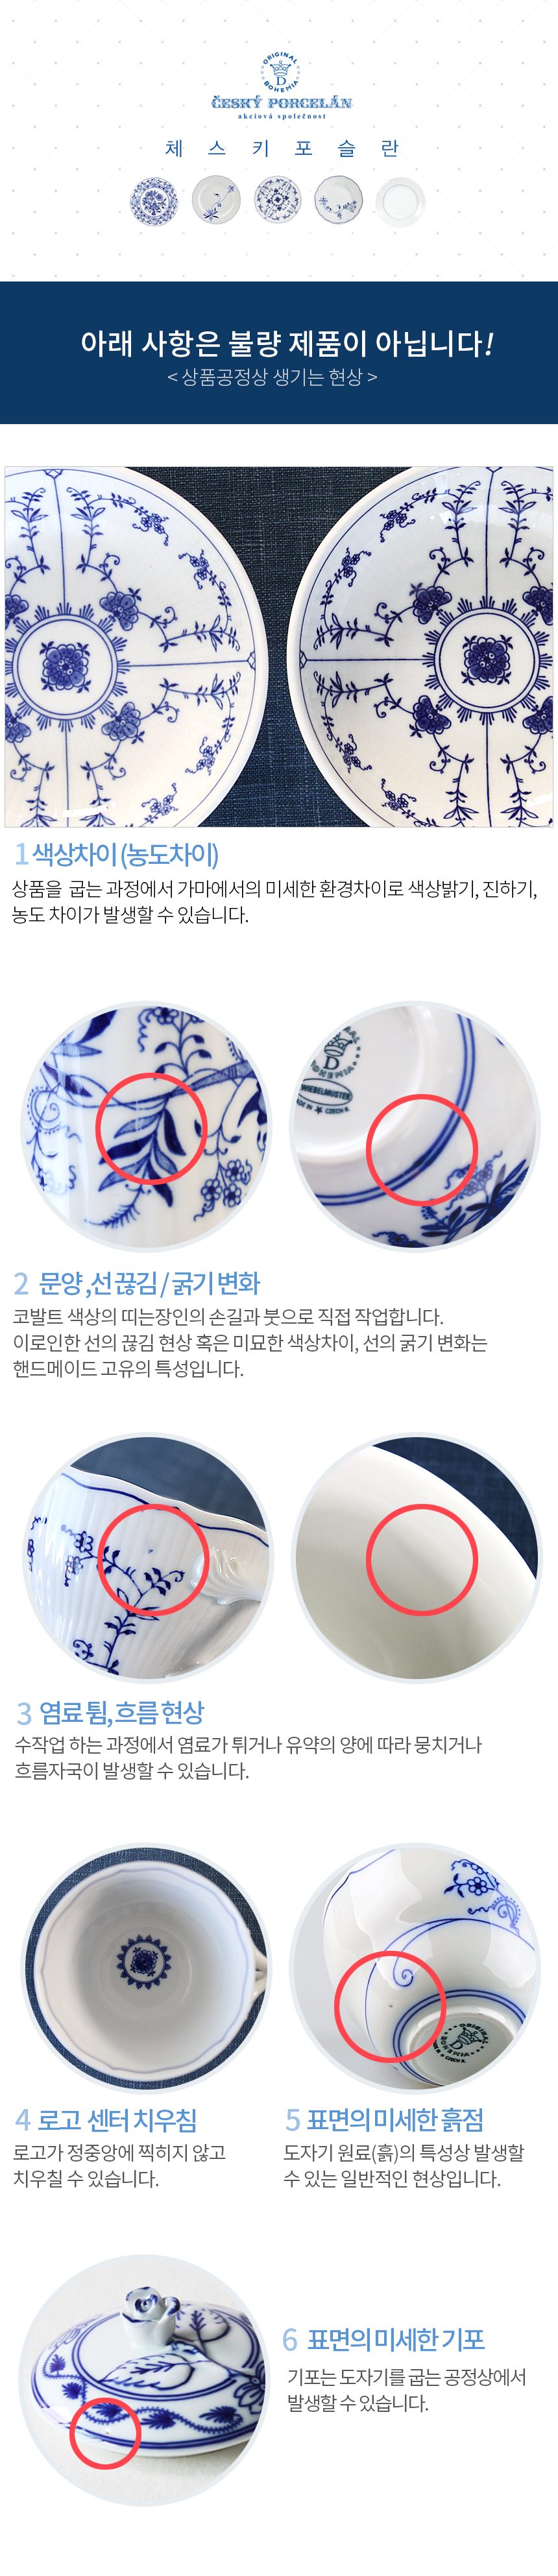 ORIGINAL
D
BOHEMIA
ČESKÝ PORCELÁN
akciová společnost
체 스 키 포 슬 란
아래 사항은 불량 제품이 아닙니다!
< 상품공정상 생기는 현상 >
1 색상차이 (농도차이)
상품을 굽는 과정에서 가마에서의 미세한 환경차이로 색상밝기, 진하기,
농도 차이가 발생할 수 있습니다.
D
OHEMIA
WIEBELMUSTER
DE IN ★ CZECH R.
2 문양 ,선 끊김 / 굵기 변화
코발트 색상의 띠는장인의 손길과 붓으로 직접 작업합니다.
이로인한 선의 끊김 현상 혹은 미묘한 색상차이, 선의 굵기 변화는
핸드메이드 고유의 특성입니다.
3 염료 튐, 흐름 현상
수작업 하는 과정에서 염료가 튀거나 유약의 양에 따라 뭉치거나
흐름자국이 발생할 수 있습니다.
ORIGINAL
D
BOHEMIA
4 로고 센터 치우침
로고가 정중앙에 찍히지 않고
치우칠 수 있습니다.
5 표면의 미세한 흙점
도자기 원료(흙)의 특성상 발생할
수 있는 일반적인 현상입니다.
6 표면의 미세한 기포
기포는 도자기를 굽는 공정상에서
발생할 수 있습니다.